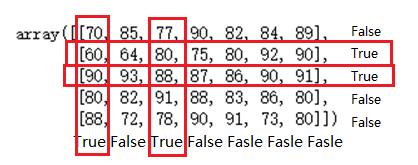 array([[70, 85, 77, 90, 82, 84, 89], False
[60, 64, 80, 75, 80, 92, 90], True
[90, 93, 88, 87, 86, 90, 91], True
[80, 82, 91, 88, 83, 86, 80], False
[88, 72, 78, 90, 91, 73, 80]]) False
True Falsle True Fasle Fasle Fasle